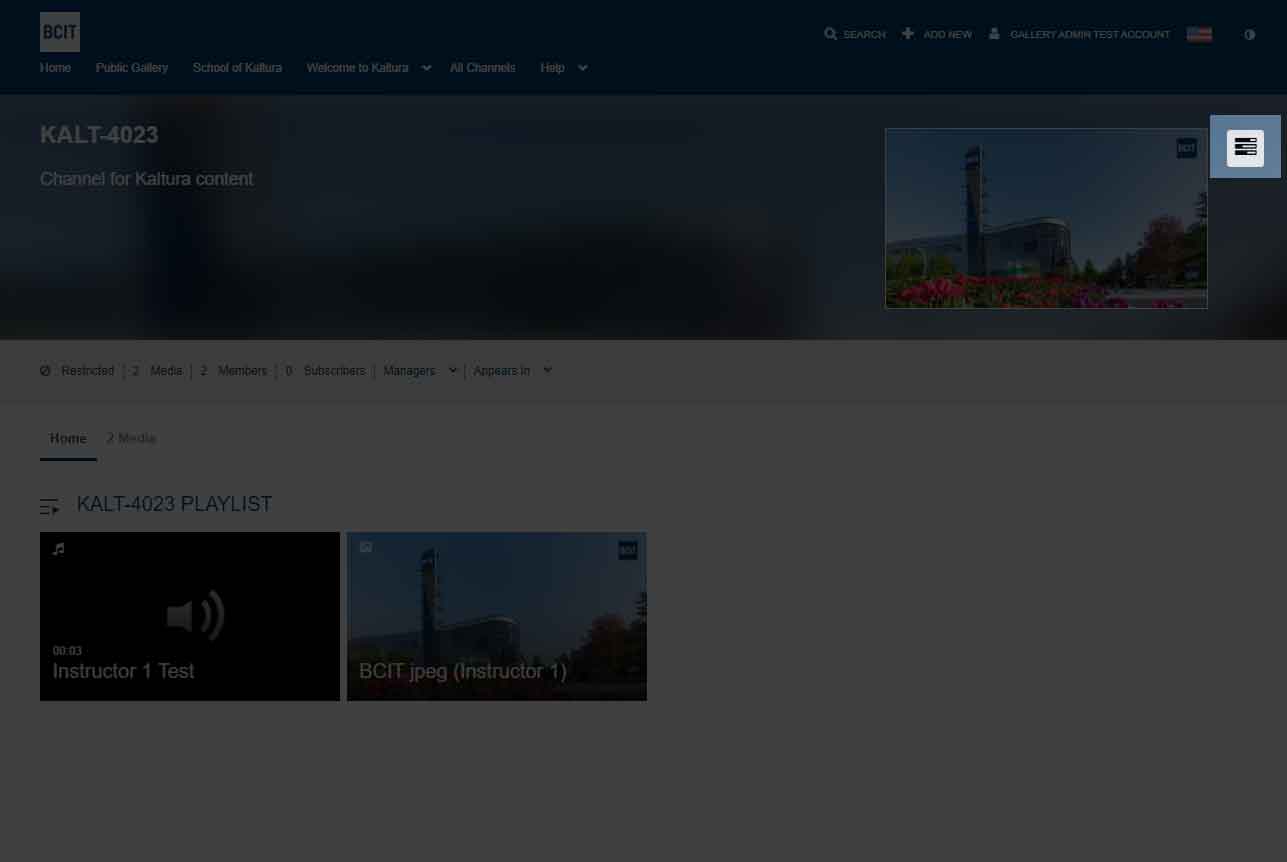 BCIT
SEARCH ADD NEW GALLERY ADMIN TEST ACCOUNT
Home Public Gallery School of Kaltura Welcome to Kaltura All Channels Help
KALT-4023
Channel for Kaltura content
BCIT
Restricted 2 Media 2 Members 0 Subscribers Managers Appears In
Home 2 Media
KALT-4023 PLAYLIST
BCIT
00:03
Instructor 1 Test
BCIT jpeg (Instructor 1)